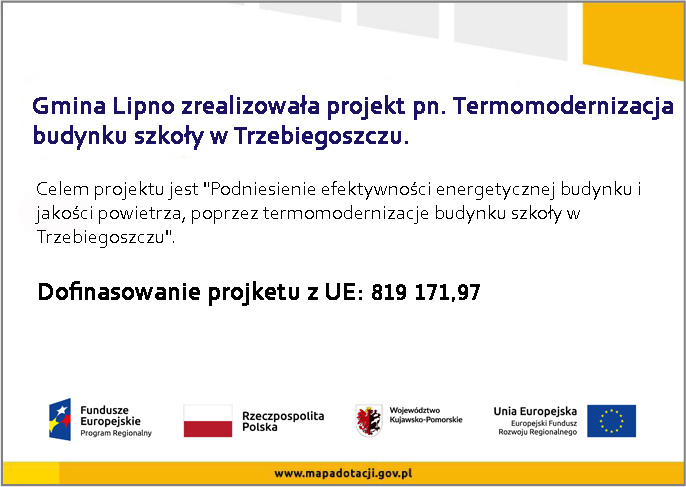 Gmina Lipno zrealizowała projekt pn. Termomodernizacja
budynku szkoły w Trzebiegoszczu.
Celem projektu jest "Podniesienie efektywności energetycznej budynku i
jakości powietrza, poprzez termomodernizacje budynku szkoły w
Trzebiegoszczu".
Dofinasowanie projketu z UE: 819 171,97
Fundusze
Europejskie
Program Regionalny
Rzeczpospolita
Polska
Województwo
Kujawsko-Pomorskie
Unia Europejska
Europejski Fundusz
Rozwoju Regionalnego
www.mapadotacji.gov.pl